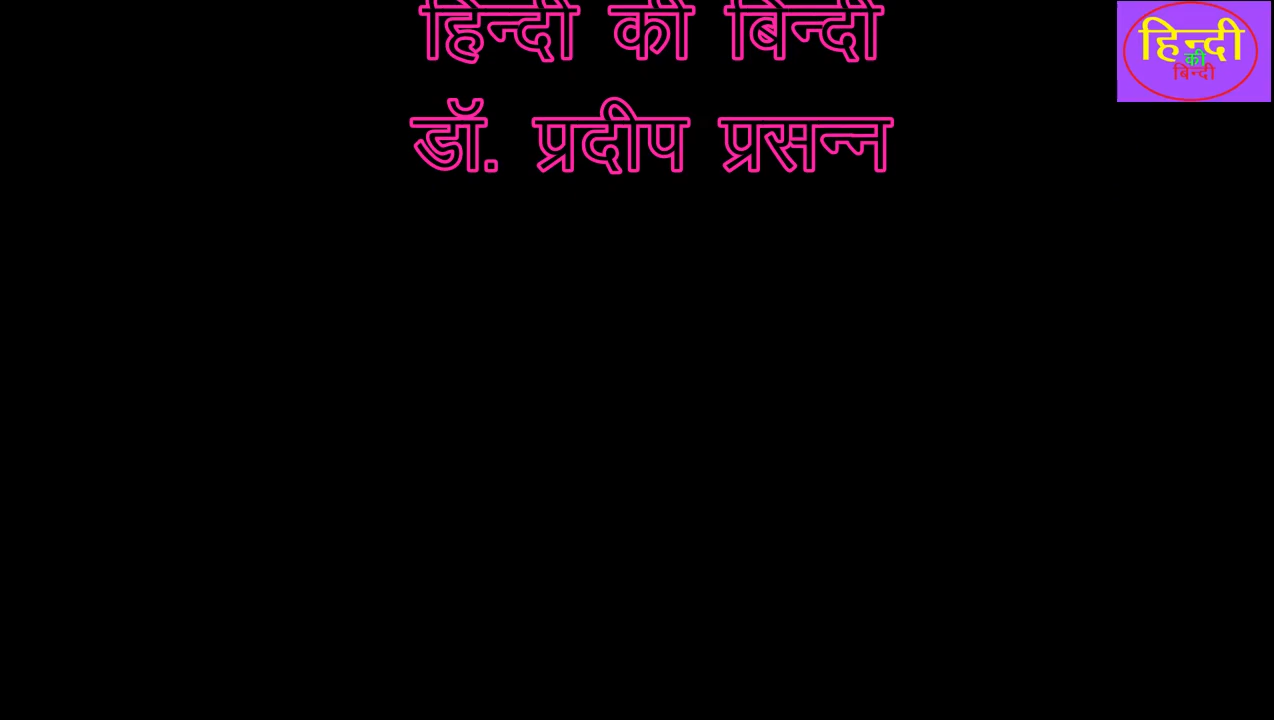 हिन्दी की बिन्दी
डॉ. प्रदीप प्रसन्न
हिन्दी
की
बिन्दी